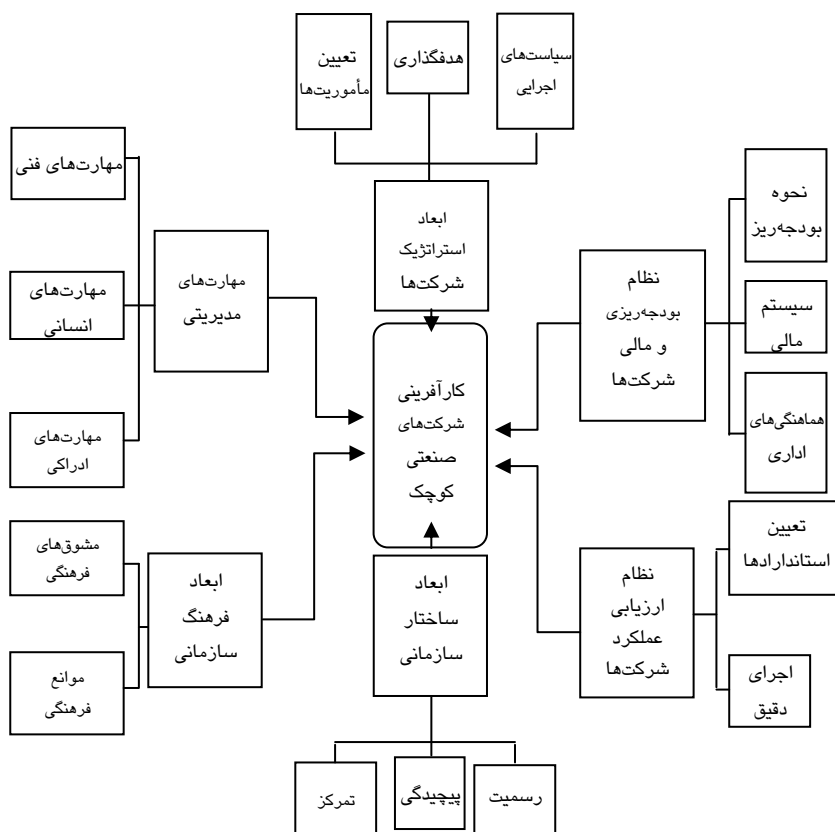 سیاست‌های
اجرایی
هدفگذاری
تعیین
مأموریت‌ها
ابعاد
استراتژیک
شرکت‌ها
نحوه
بودجه‌ریز
سیستم
مالی
هماهنگی‌های
اداری
نظام
بودجه‌ریزی
و مالی
شرکت‌ها
مهارت‌های فنی
مهارت‌های
انسانی
مهارت‌های
ادراکی
مهارت‌های
مدیریتی
کارآفرینی
شرکت‌های
صنعتی
کوچک
تعیین
استاندارادها
اجرای
دقیق
نظام
ارزیابی
عملکرد
شرکت‌ها
ابعاد
ساختار
سازمانی
ابعاد
فرهنگ
سازمانی
مشوق‌های
فرهنگی
موانع
فرهنگی
رسمیت
پیچیدگی
تمرکز